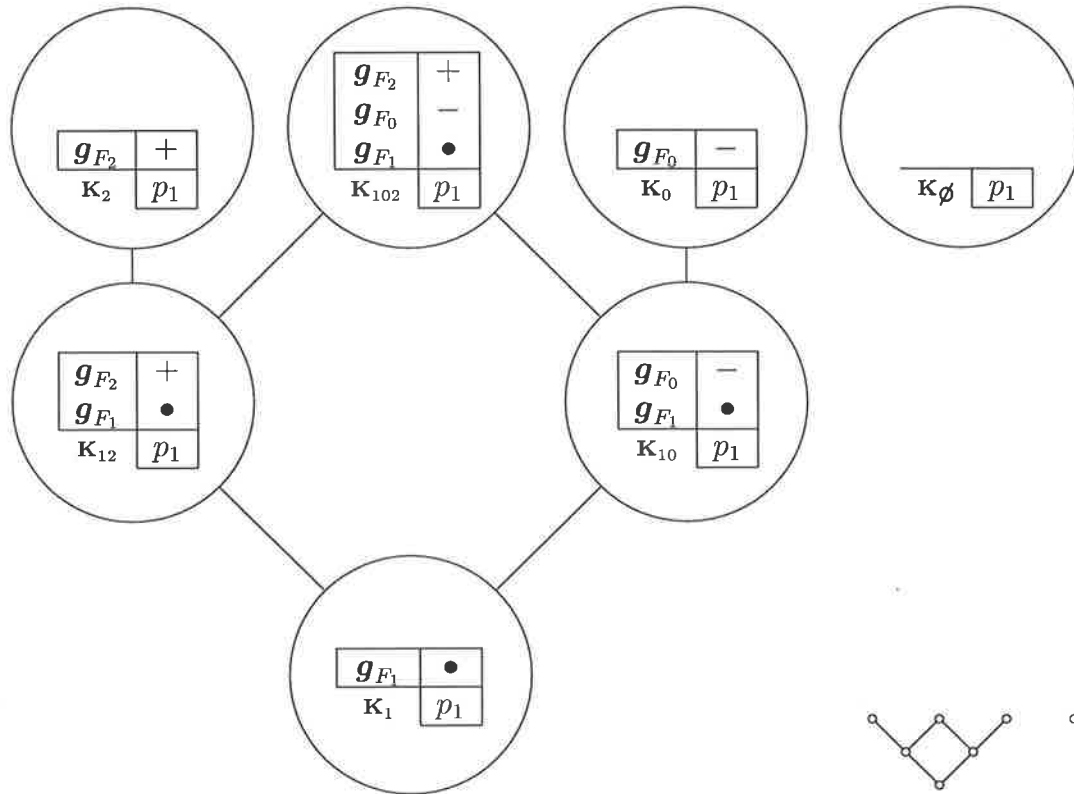 g_{F_2} +
K_2 p_1
g_{F_2} +
g_{F_0} −
g_{F_1} •
K_{102} p_1
g_{F_0} −
K_0 p_1
K_∅ p_1
g_{F_2} +
g_{F_1} •
K_{12} p_1
g_{F_0} −
g_{F_1} •
K_{10} p_1
g_{F_1} •
K_1 p_1